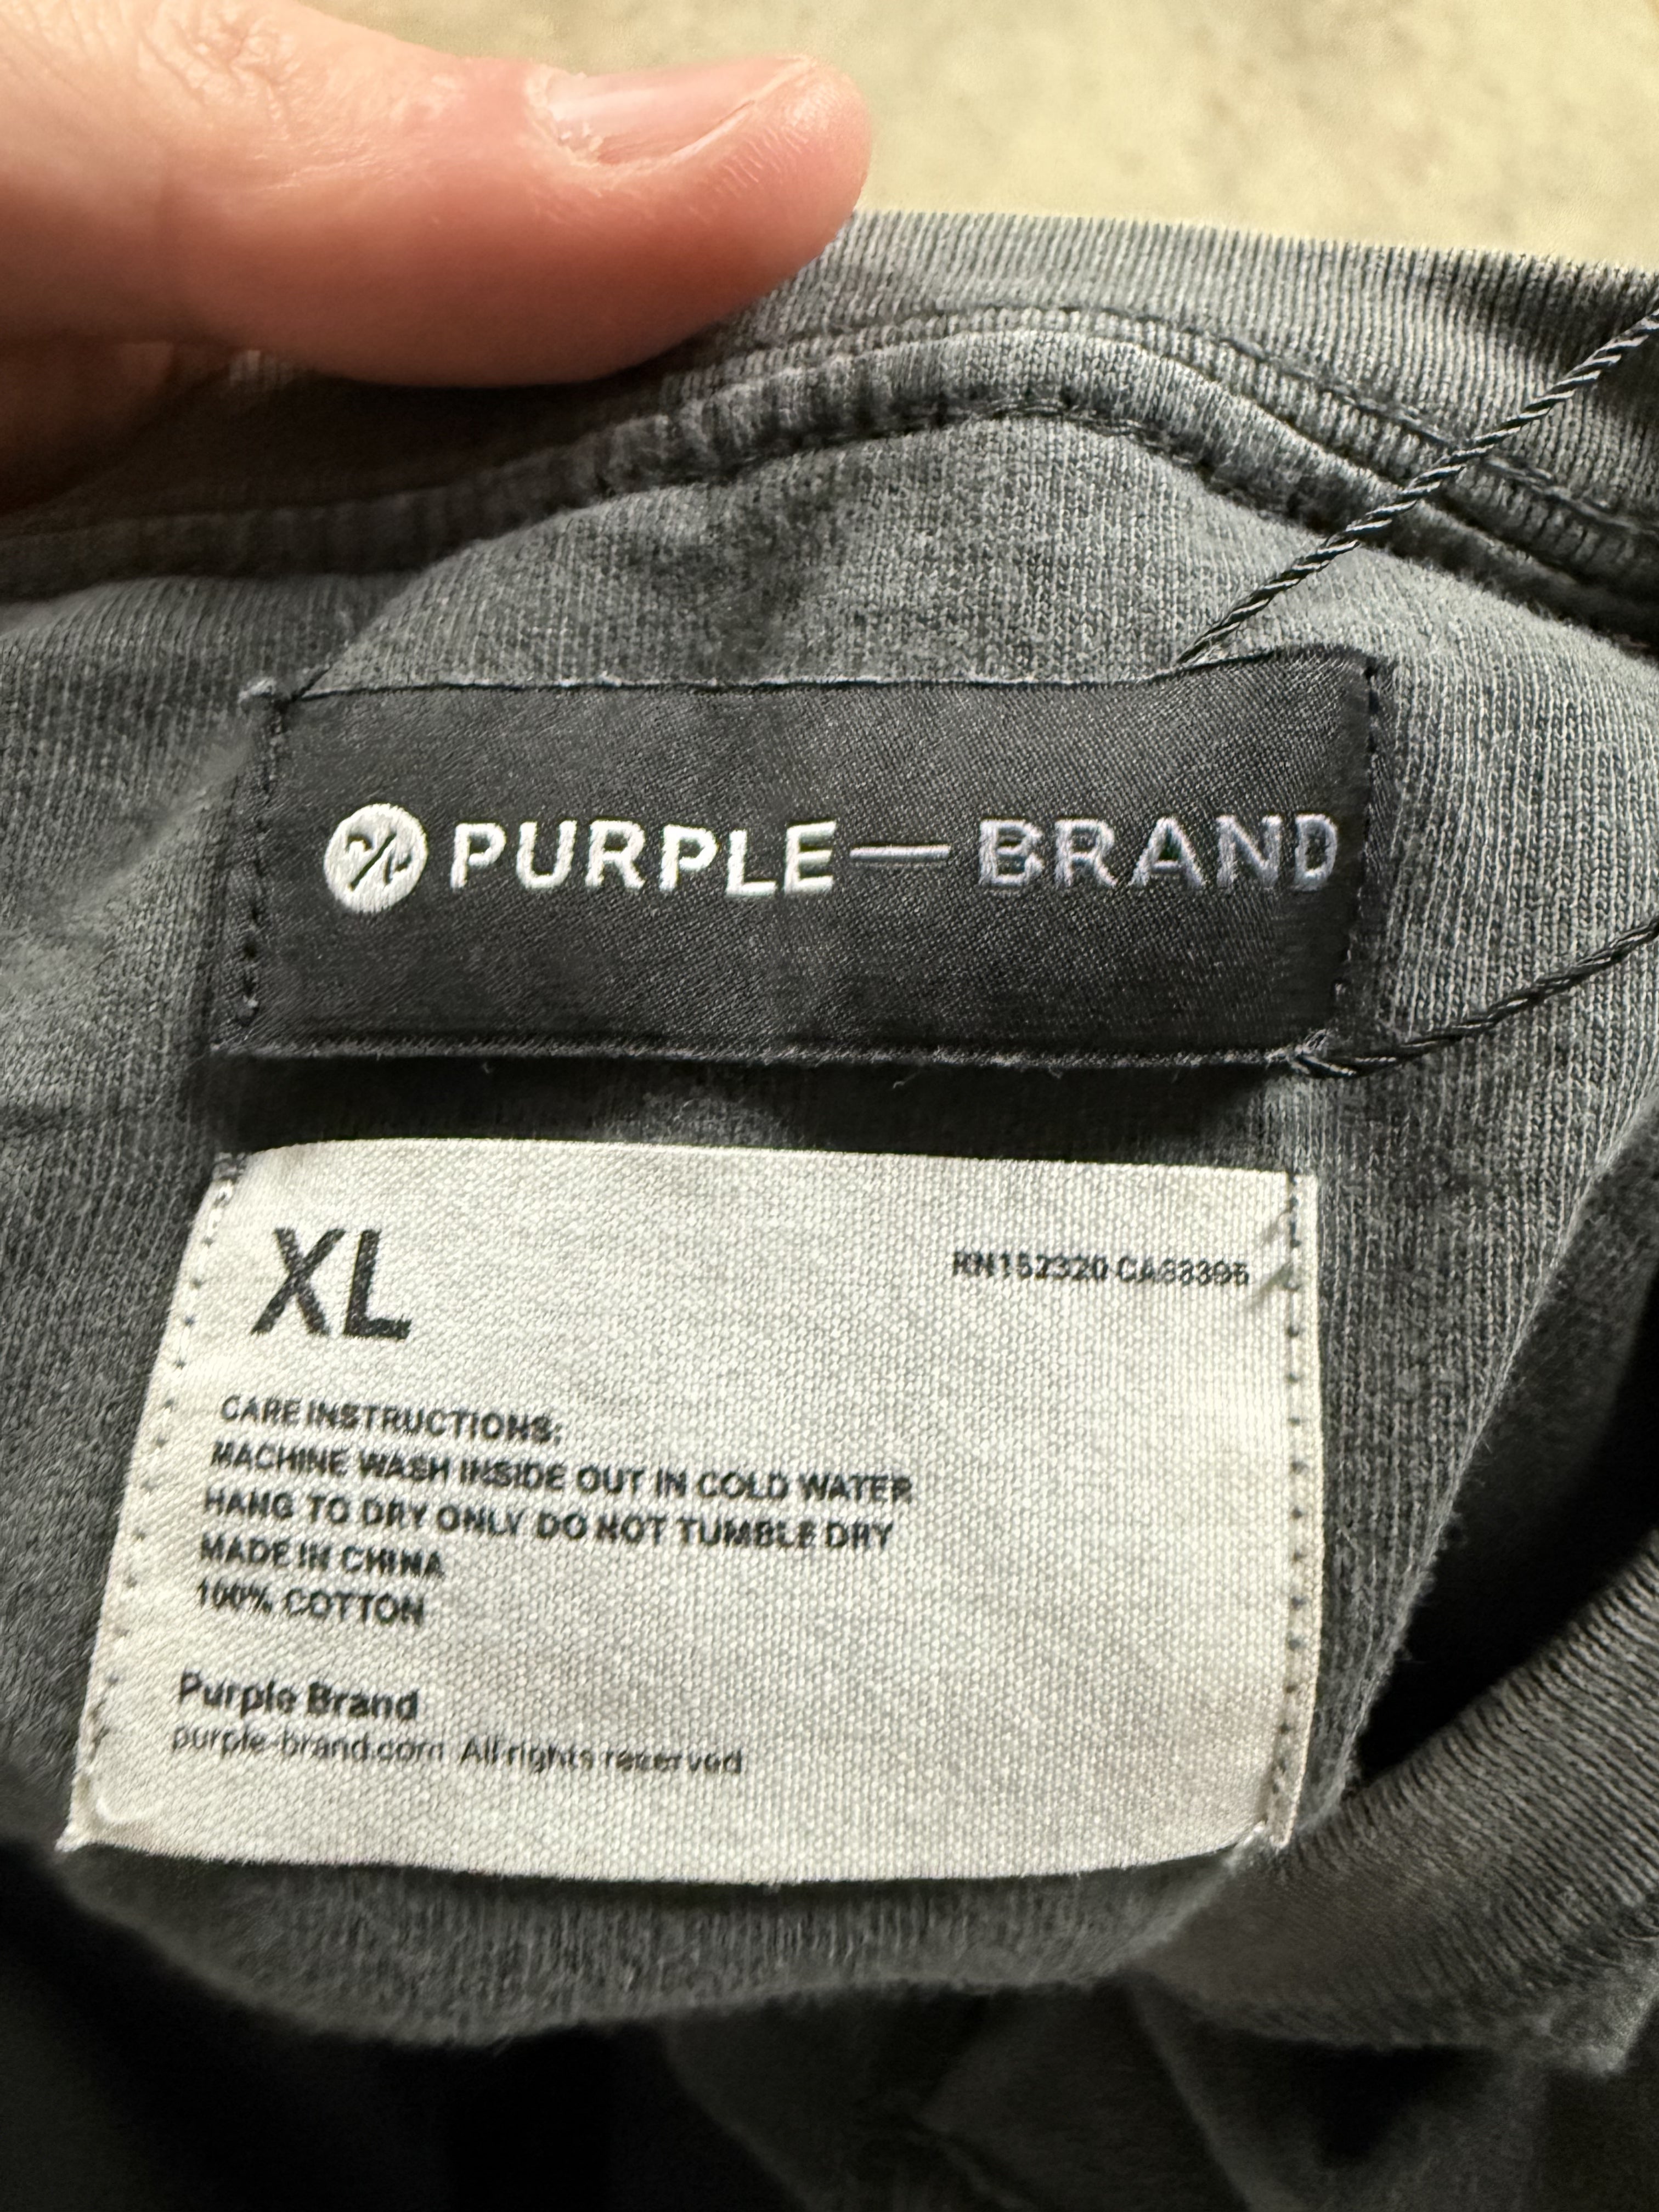 PURPLE—BRAND
XL
RN152320 CA68395
CARE INSTRUCTIONS:
MACHINE WASH INSIDE OUT IN COLD WATER
HANG TO DRY ONLY DO NOT TUMBLE DRY
MADE IN CHINA
100% COTTON
Purple Brand
purple-brand.com All rights reserved